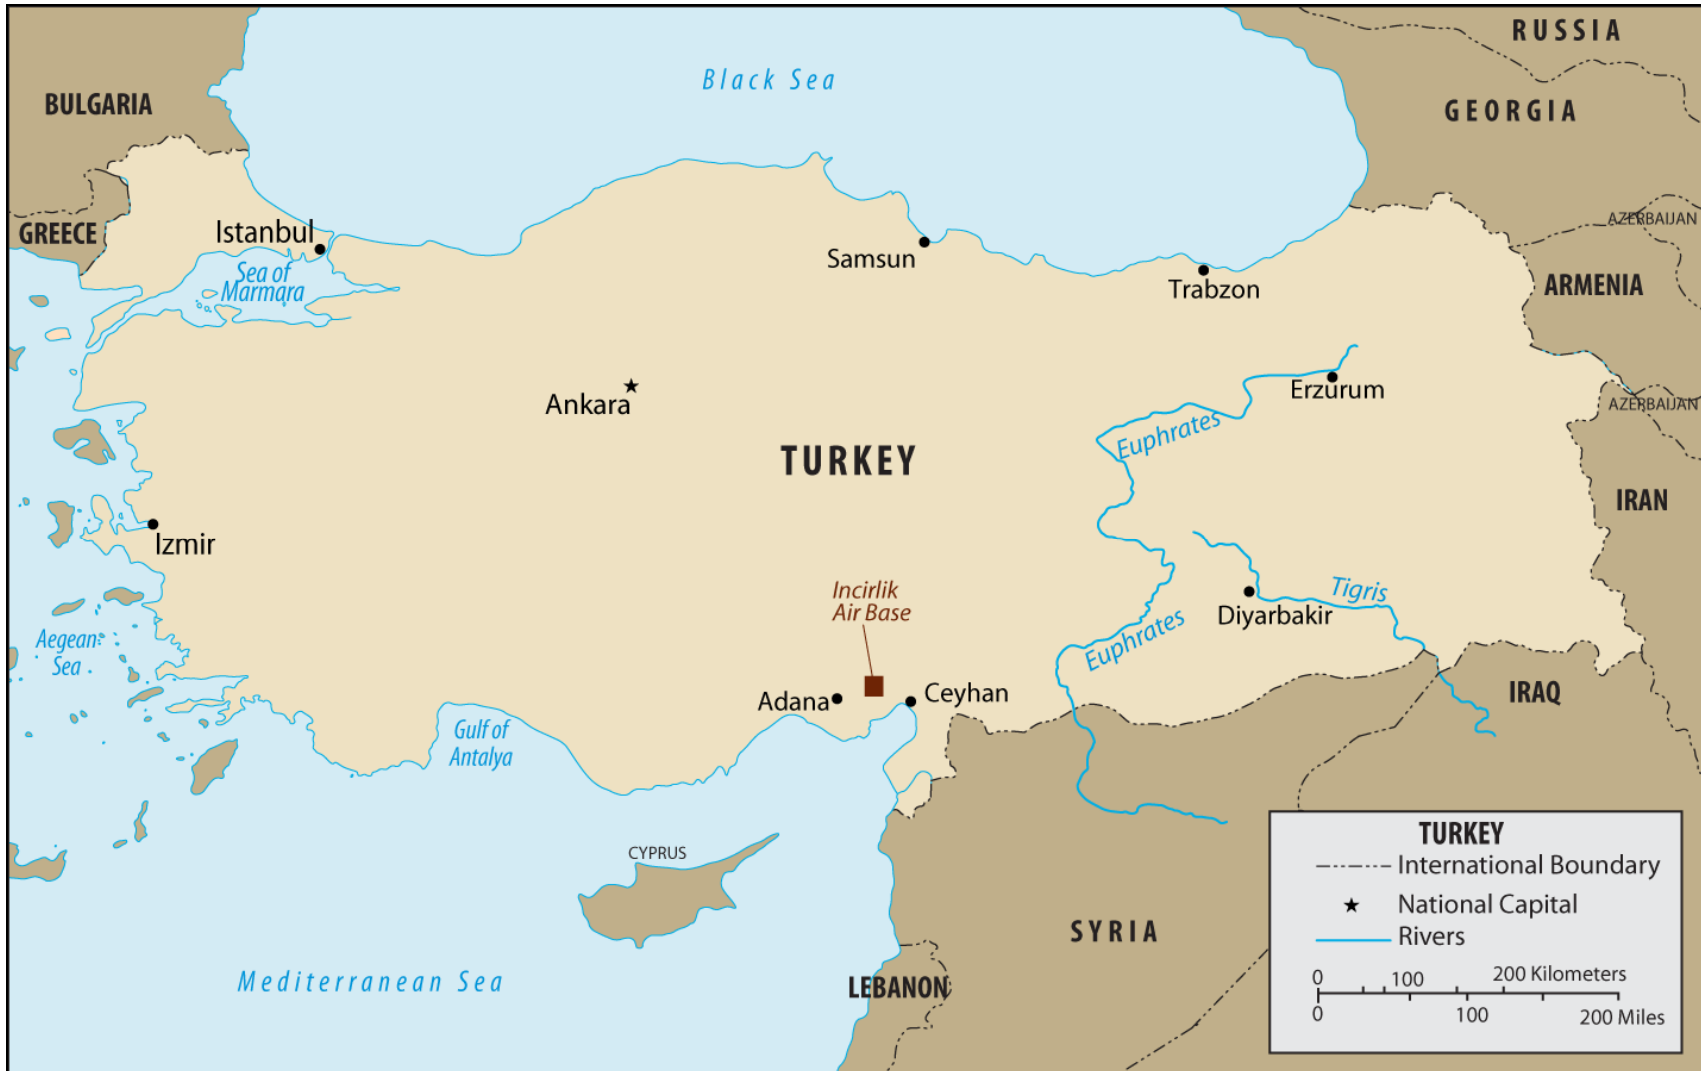 RUSSIA
Black Sea
BULGARIA
GEORGIA
AZERBAIJAN
GREECE
Istanbul
Samsun
Sea of
Marmara
Trabzon
ARMENIA
Ankara
Erzurum
AZERBAIJAN
Euphrates
TURKEY
IRAN
Izmir
Incirlik
Air Base
Tigris
Diyarbakir
Euphrates
Aegean
Sea
Adana
Ceyhan
IRAQ
Gulf of
Antalya
CYPRUS
SYRIA
Mediterranean Sea
LEBANON
TURKEY
International Boundary
National Capital
Rivers
0 100 200 Kilometers
0 100 200 Miles